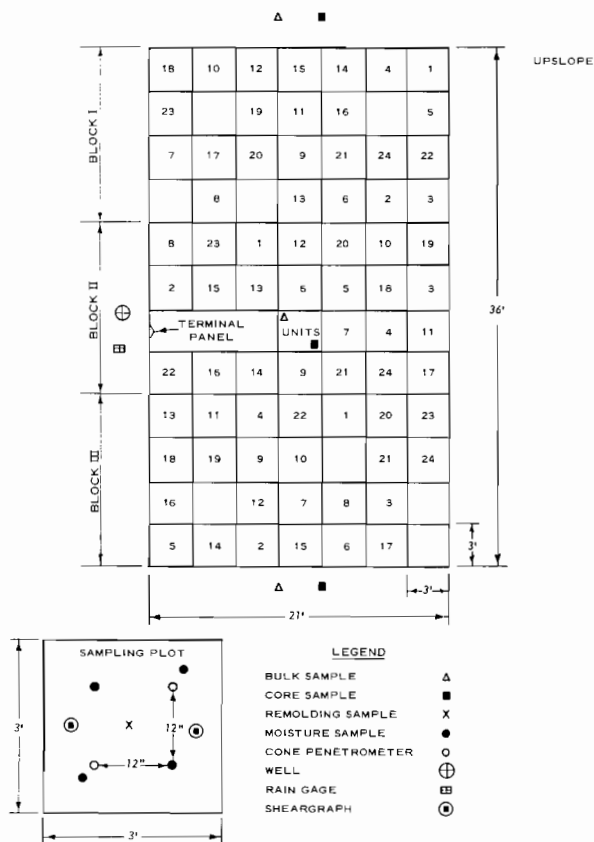 UPSLOPE
18 10 12 15 14 4 1
23 19 11 16 5
7 17 20 9 21 24 22
8 13 6 2 3
8 23 1 12 20 10 19
2 15 13 6 5 18 3
TERMINAL PANEL UNITS 7 4 11
22 16 14 9 21 24 17
13 11 4 22 1 20 23
18 19 9 10 21 24
16 12 7 8 3
5 14 2 15 6 17
BLOCK I
BLOCK II
BLOCK III
36'
3'
3'
21'
SAMPLING PLOT
12"
12"
3'
3'
LEGEND
BULK SAMPLE
CORE SAMPLE
REMOLDING SAMPLE X
MOISTURE SAMPLE
CONE PENETROMETER
WELL
RAIN GAGE
SHEARGRAPH